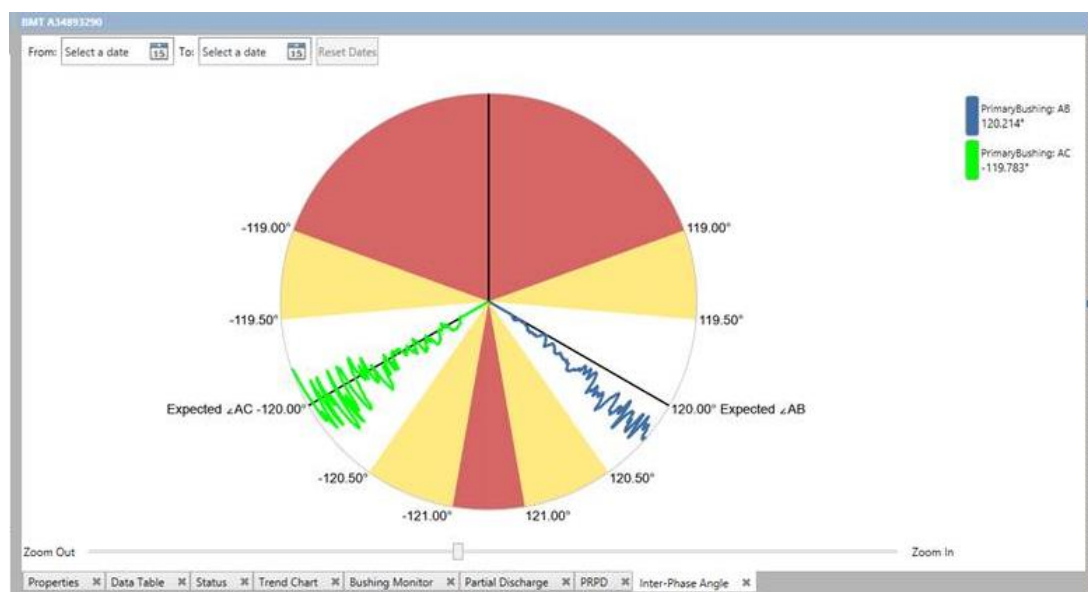 BMT A34893290
From: Select a date 15 To: Select a date 15 Reset Dates
PrimaryBushing: AB
120.214°
PrimaryBushing: AC
-119.783°
-119.00° 119.00°
-119.50° 119.50°
Expected ∠AC -120.00° 120.00° Expected ∠AB
-120.50° 120.50°
-121.00° 121.00°
Zoom Out Zoom In
Properties Data Table Status Trend Chart Bushing Monitor Partial Discharge PRPD Inter-Phase Angle